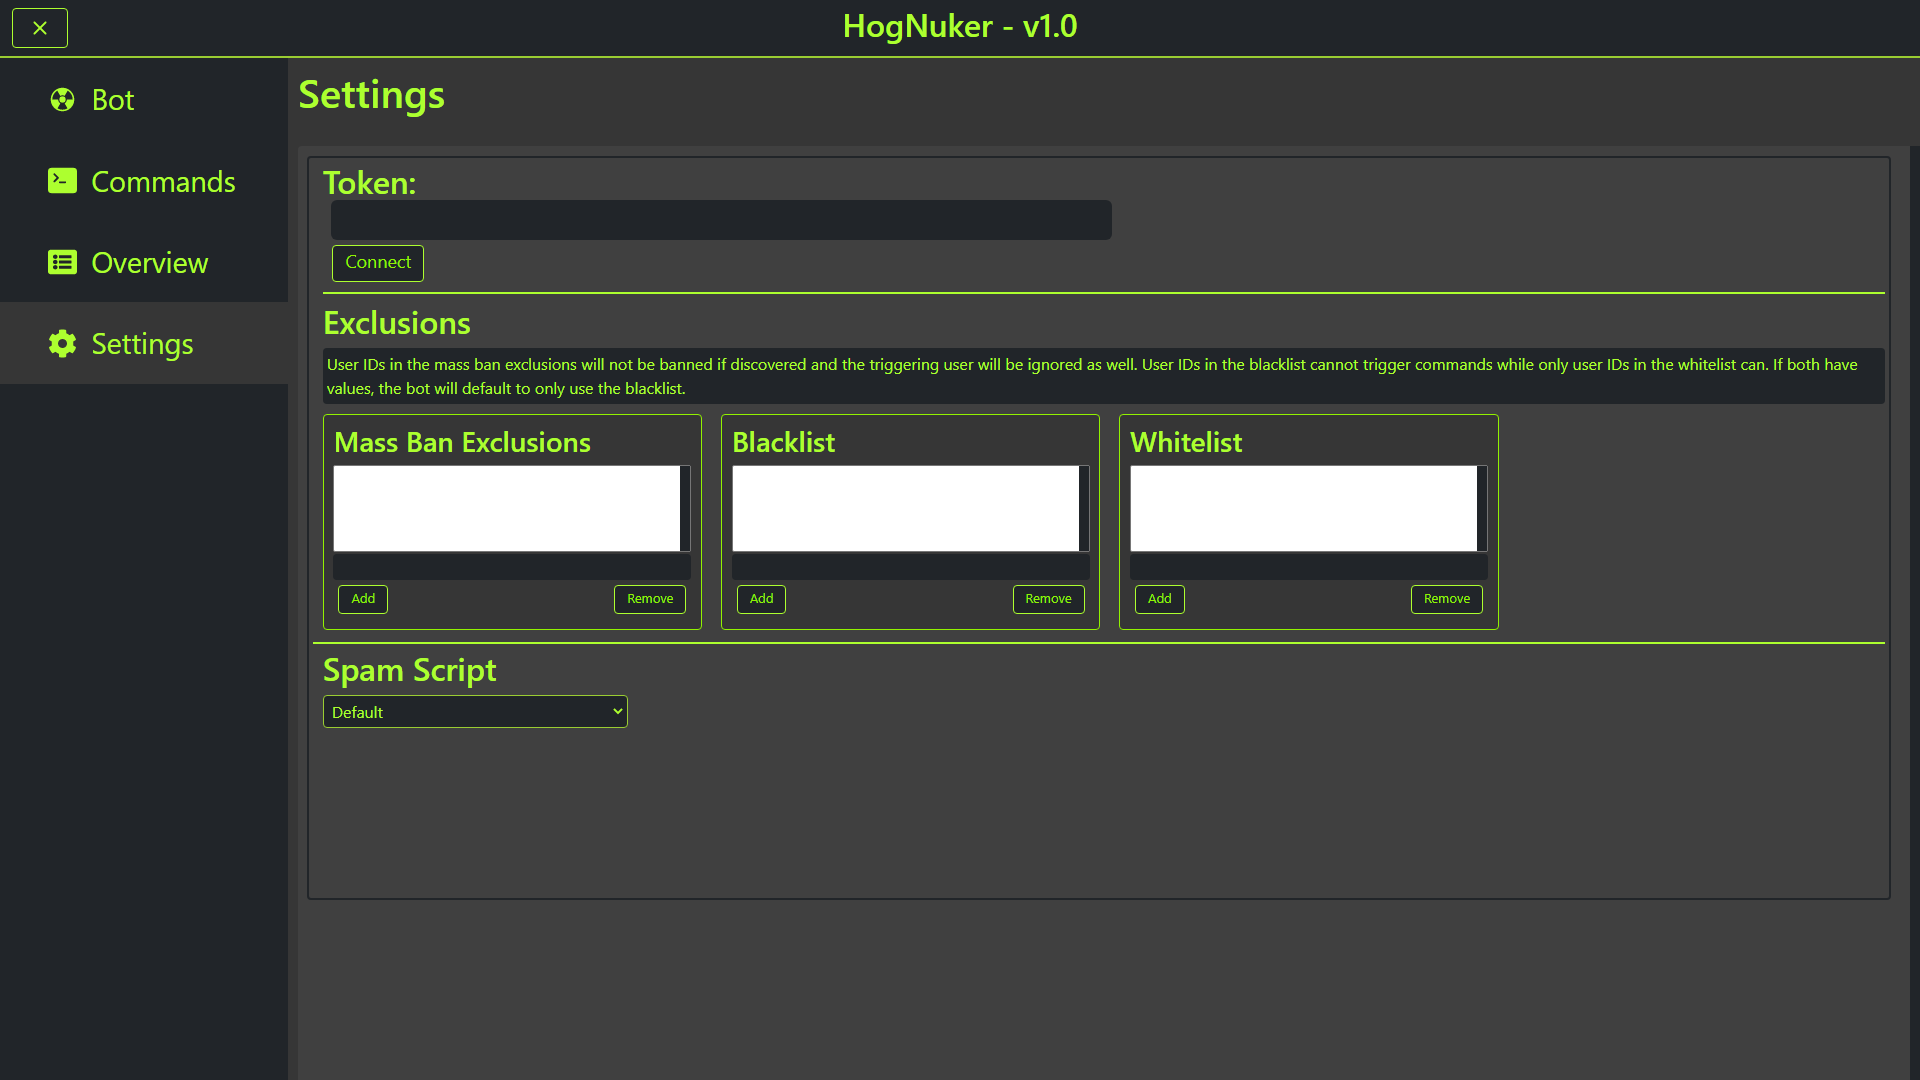 HogNuker - v1.0
Bot
Commands
Overview
Settings
Settings
Token:
Connect
Exclusions
User IDs in the mass ban exclusions will not be banned if discovered and the triggering user will be ignored as well. User IDs in the blacklist cannot trigger commands while only user IDs in the whitelist can. If both have
values, the bot will default to only use the blacklist.
Mass Ban Exclusions
Add
Remove
Blacklist
Add
Remove
Whitelist
Add
Remove
Spam Script
Default